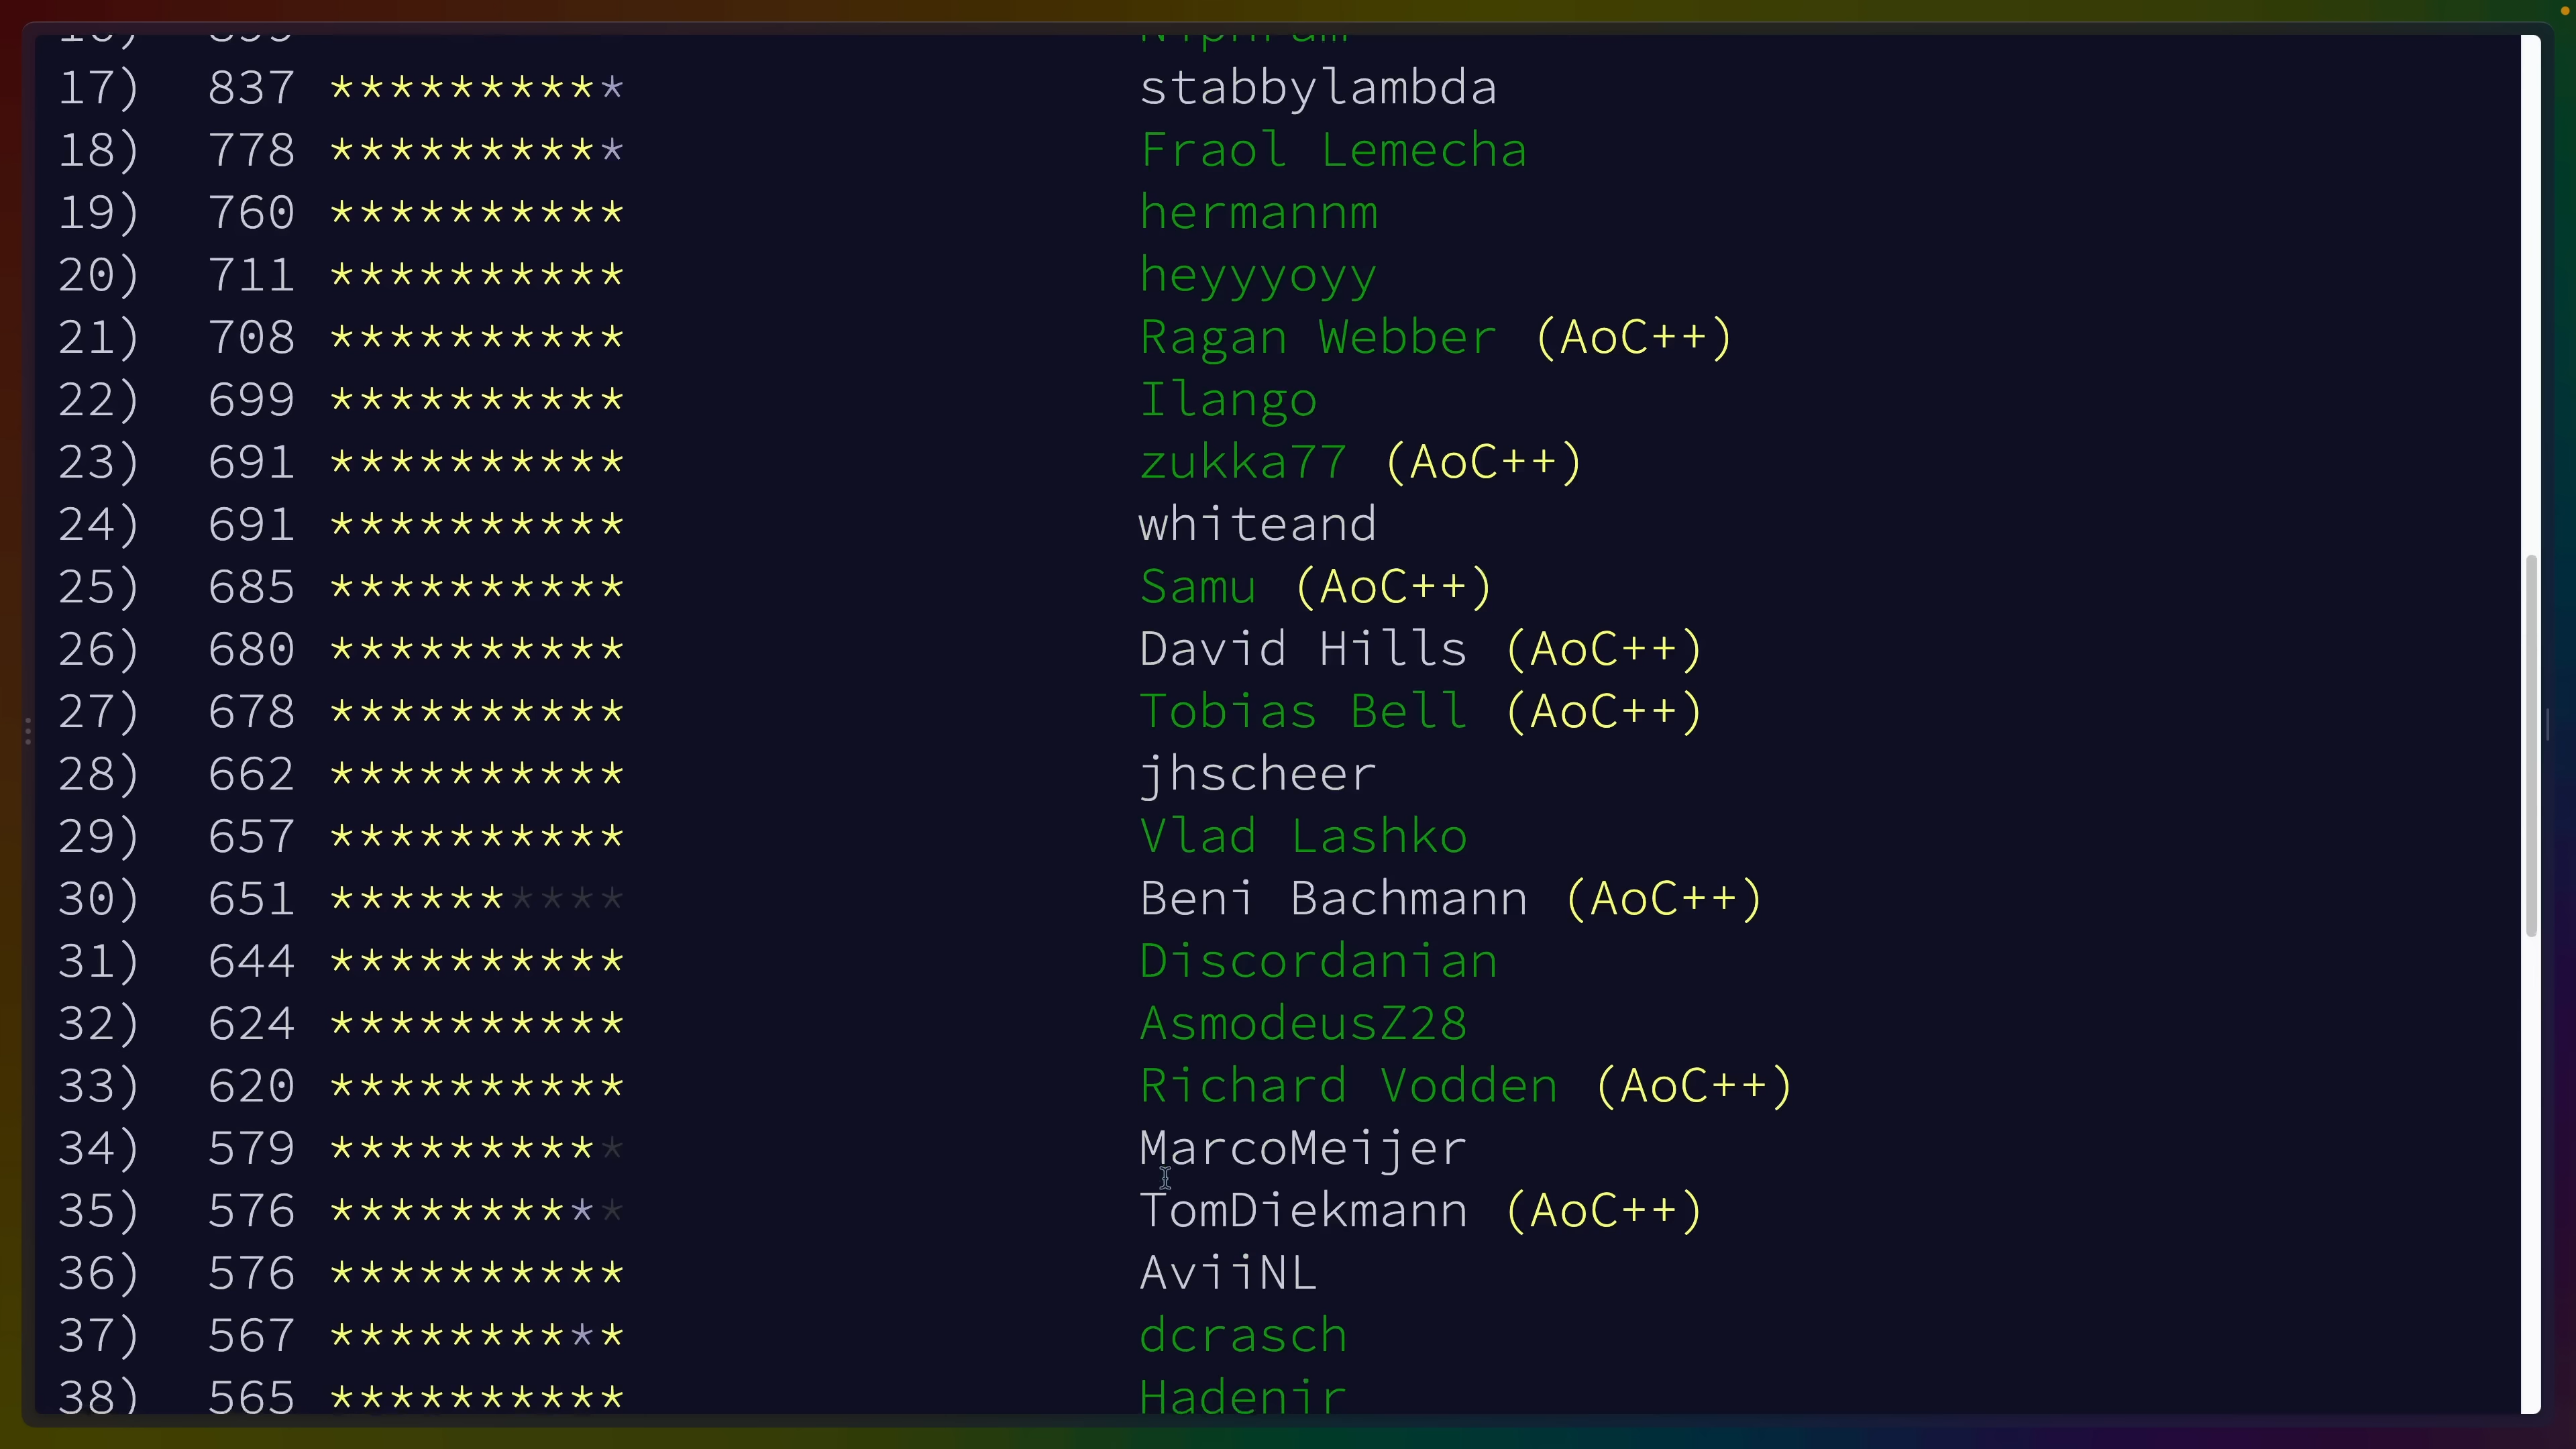 17) 837 ********** stabbylambda
18) 778 ********** Fraol Lemecha
19) 760 ********** hermannm
20) 711 ********** heyyyoyy
21) 708 ********** Ragan Webber (AoC++)
22) 699 ********** Ilango
23) 691 ********** zukka77 (AoC++)
24) 691 ********** whiteand
25) 685 ********** Samu (AoC++)
26) 680 ********** David Hills (AoC++)
27) 678 ********** Tobias Bell (AoC++)
28) 662 ********** jhscheer
29) 657 ********** Vlad Lashko
30) 651 ********** Beni Bachmann (AoC++)
31) 644 ********** Discordanian
32) 624 ********** AsmodeusZ28
33) 620 ********** Richard Vodden (AoC++)
34) 579 ********** MarcoMeijer
35) 576 ********** TomDiekmann (AoC++)
36) 576 ********** AviiNL
37) 567 ********** dcrasch
38) 565 ********** Hadenir